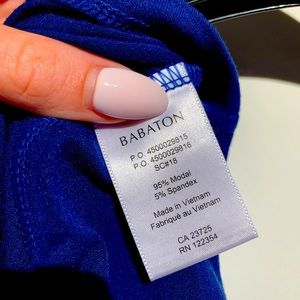 BABATON
P.O. 4500029815
P.O. 4500029816
SC#18
95% Modal
5% Spandex
Made in Vietnam
Fabriqué au Vietnam
CA 23725
RN 122354